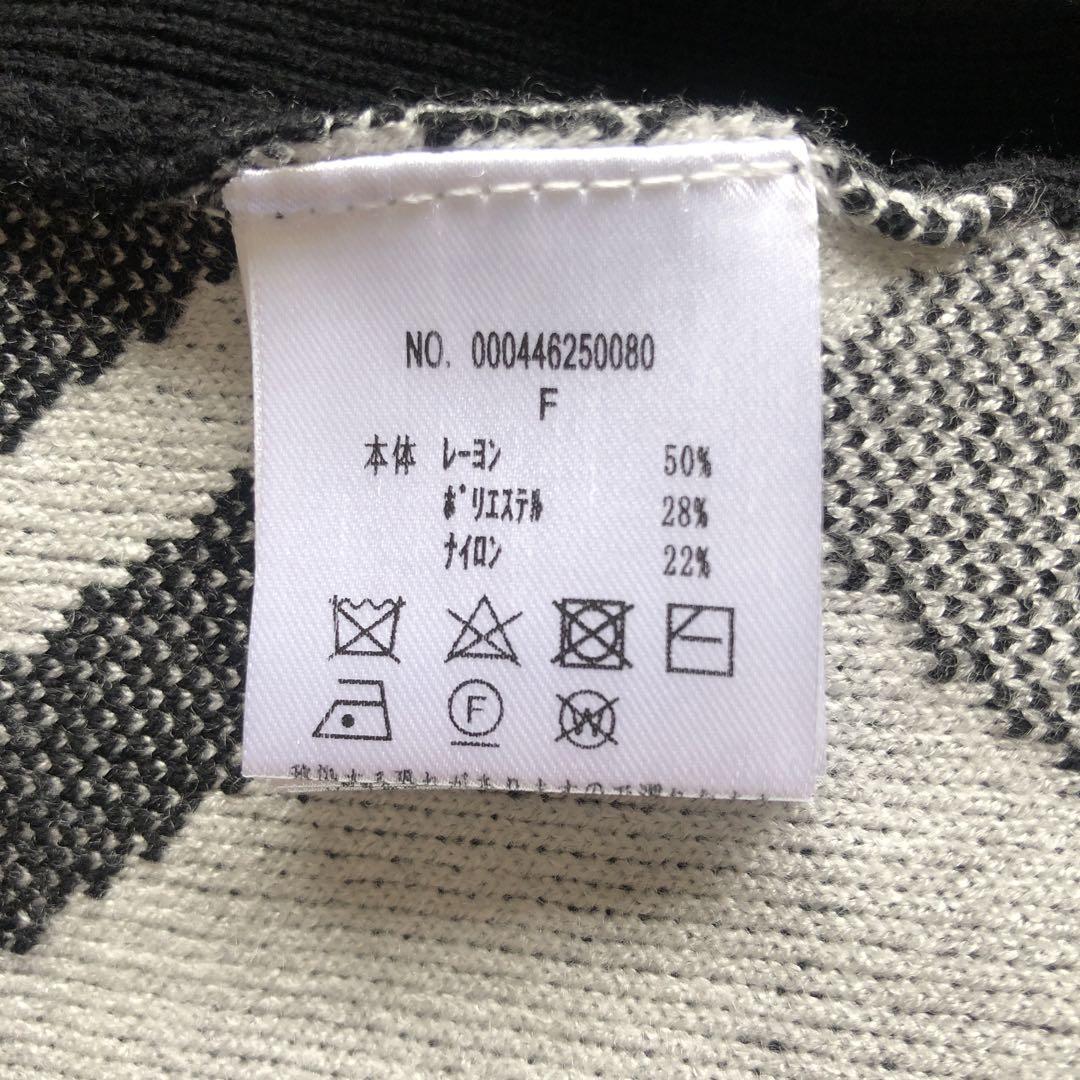 NO. 000446250080
F
本体 レーヨン 50%
ポリエステル 28%
ナイロン 22%
F W